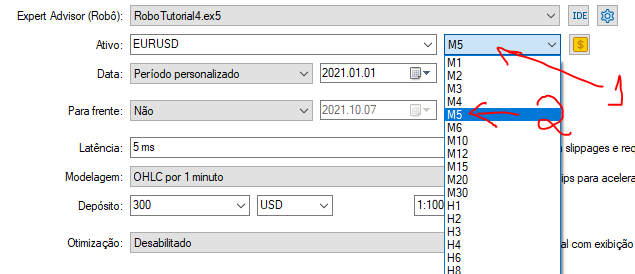 Expert Advisor (Robô): RoboTutorial4.ex5 IDE
Ativo: EURUSD M5
M1
Data: Período personalizado 2021.01.01 M2
M3
M4
Para frente: Não 2021.10.07 M5
M6
M10
Latência: 5 ms M12 slippages e red
M15
Modelagem: OHLC por 1 minuto M20 ips para acelera
M30
Depósito: 300 USD 1:100 H1
H2
H3
Otimização: Desabilitado H4 al com exibição
H6
H8
1
2